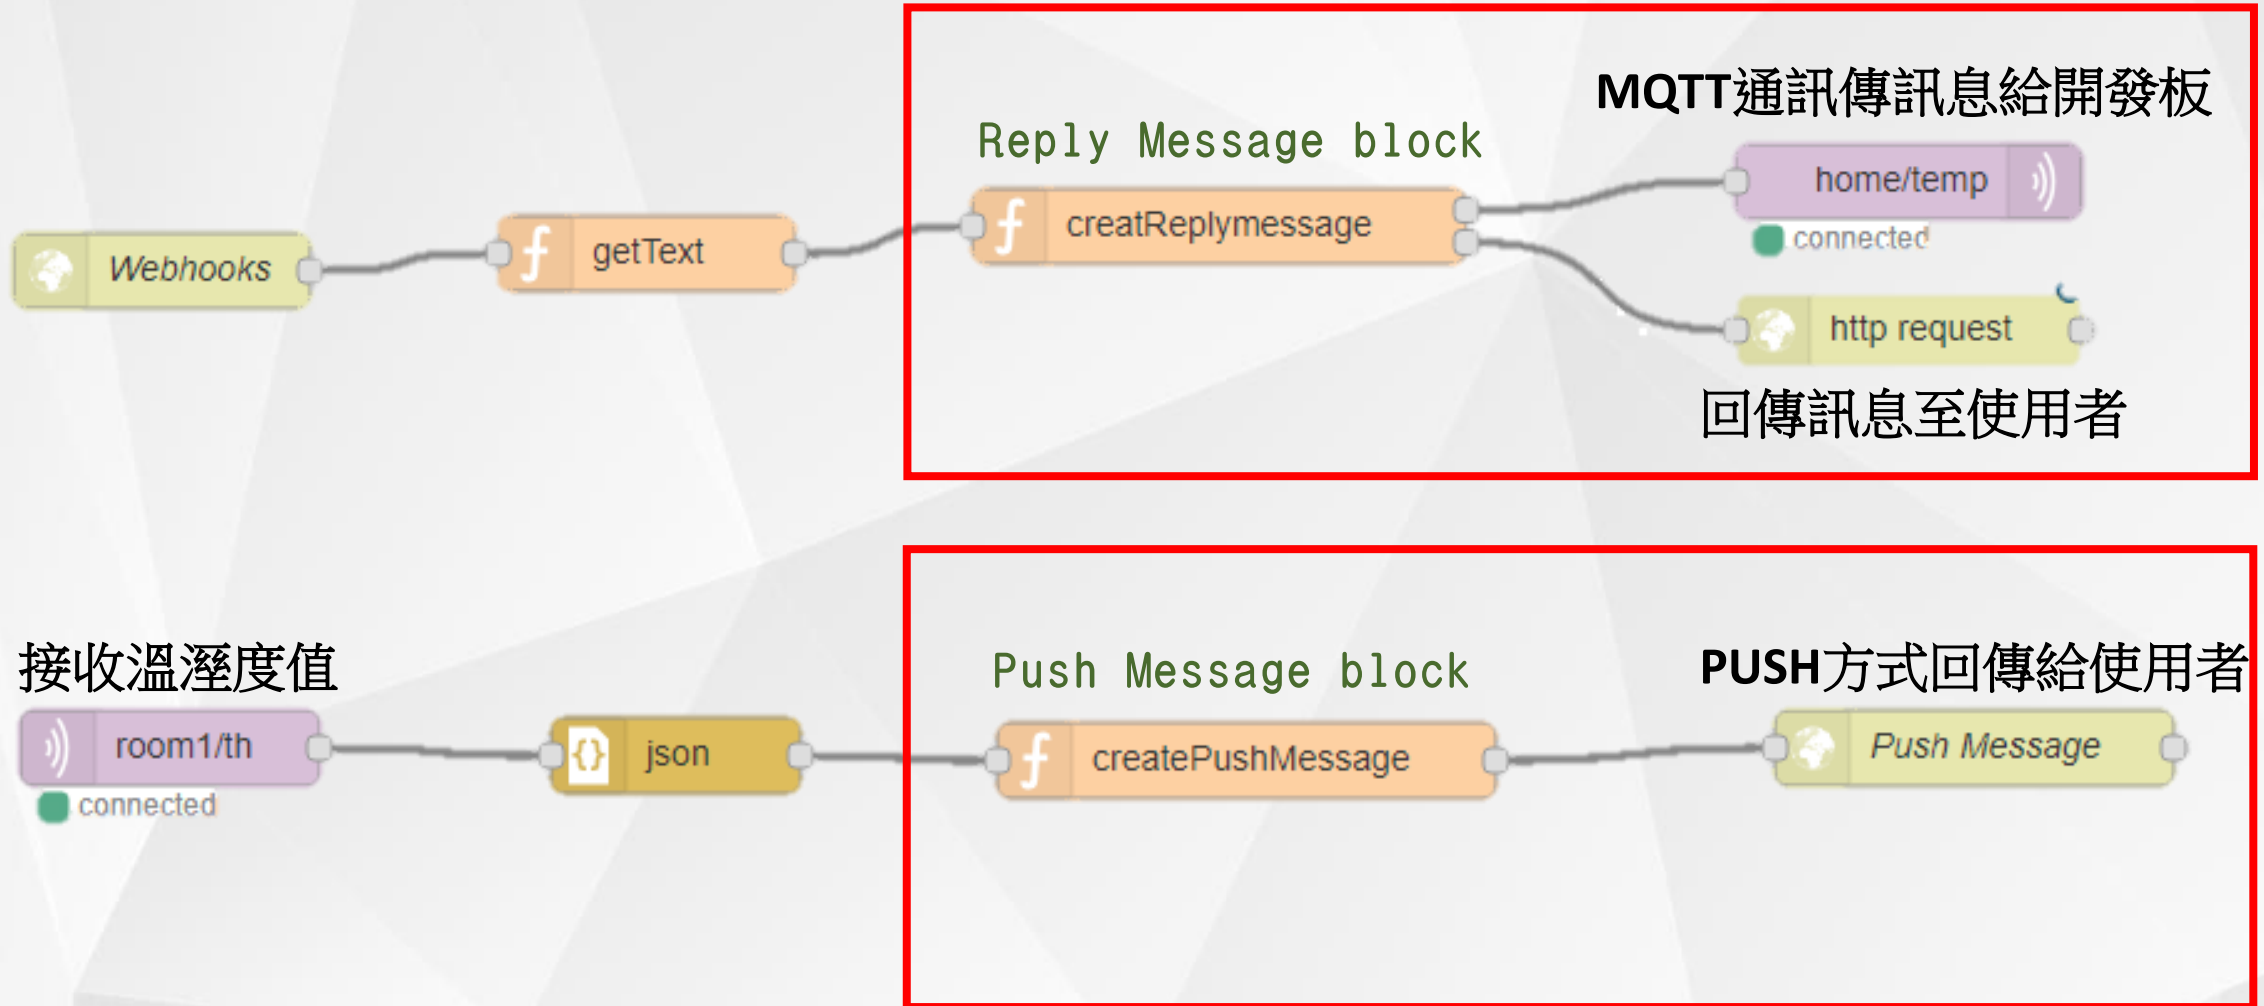 MQTT通訊傳訊息給開發板
Reply Message block
home/temp
connected
creatReplymessage
getText
Webhooks
http request
回傳訊息至使用者
接收溫溼度值
Push Message block
PUSH方式回傳給使用者
room1/th
connected
json
createPushMessage
Push Message